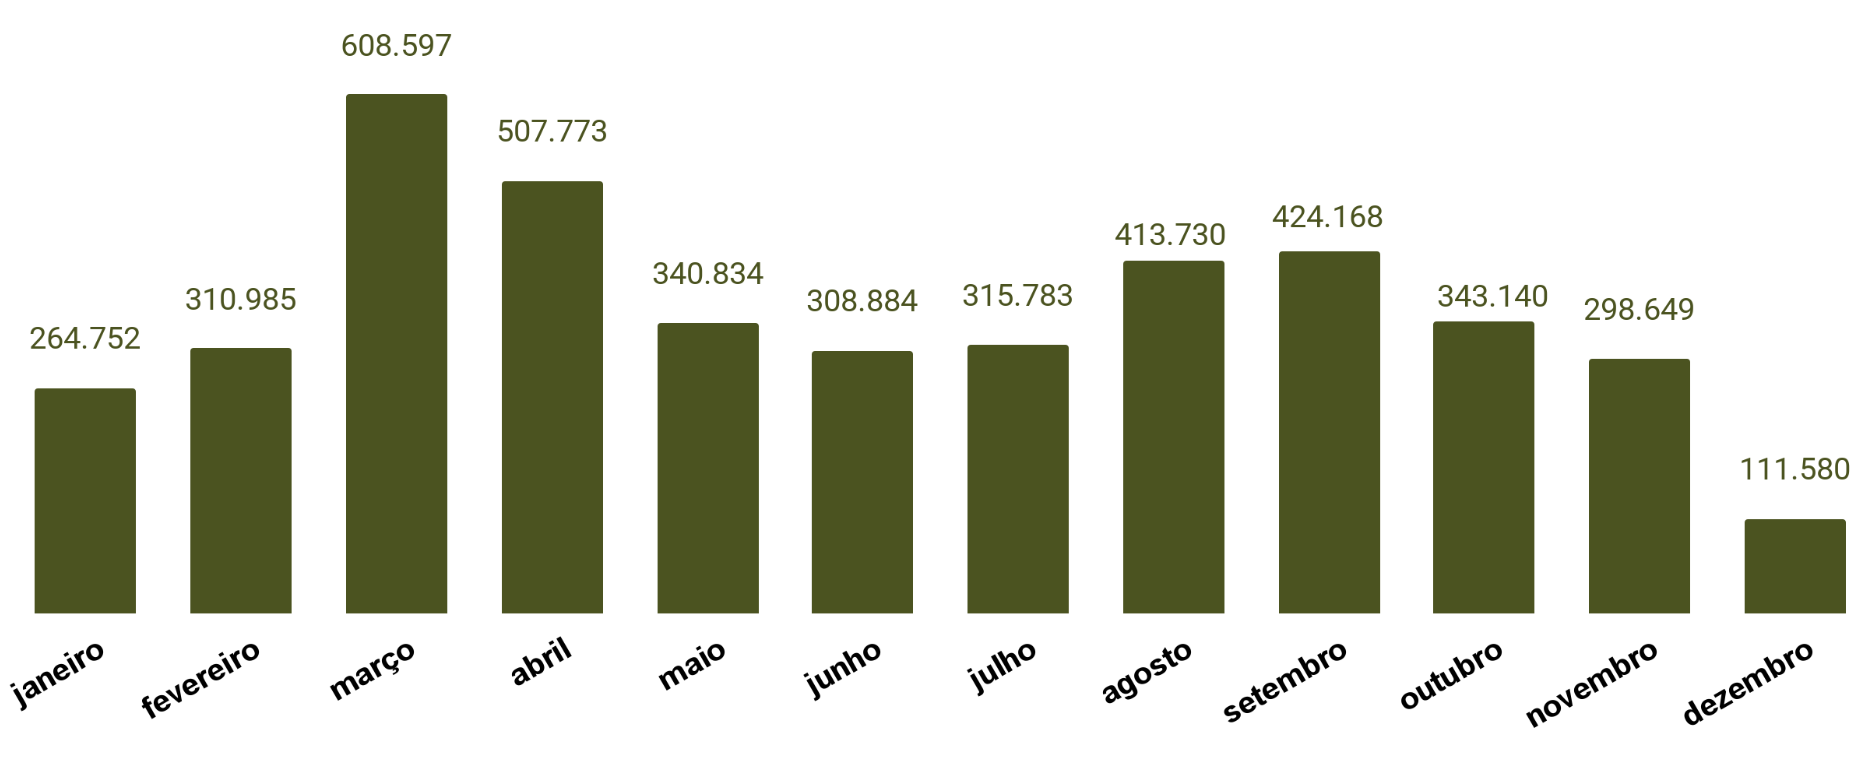 608.597
507.773
424.168
413.730
340.834
343.140
310.985
308.884
315.783
298.649
264.752
111.580
janeiro
fevereiro
março
abril
maio
junho
julho
agosto
setembro
outubro
novembro
dezembro